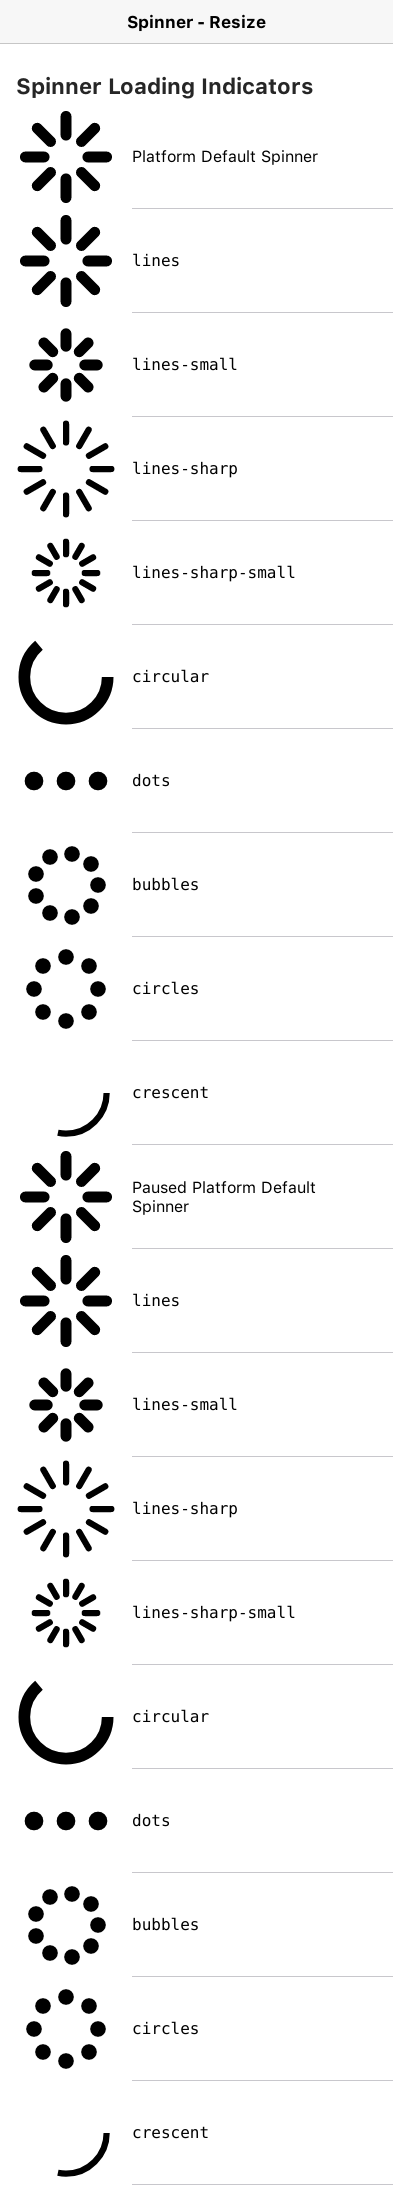 Spinner - Resize
Spinner Loading Indicators
Platform Default Spinner
lines
lines-small
lines-sharp
lines-sharp-small
circular
dots
bubbles
circles
crescent
Paused Platform Default
Spinner
lines
lines-small
lines-sharp
lines-sharp-small
circular
dots
bubbles
circles
crescent